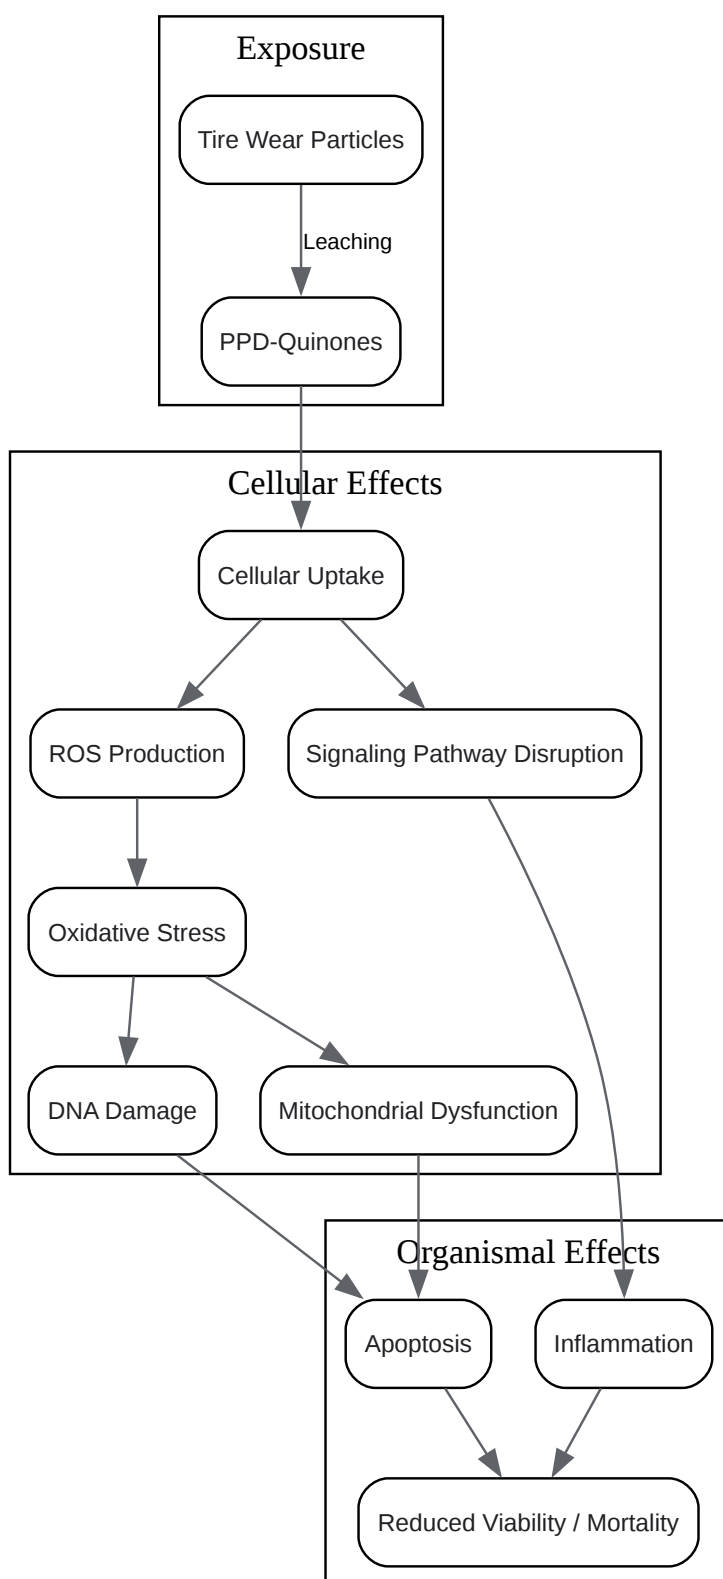 Exposure
Tire Wear Particles
Leaching
PPD-Quinones
Cellular Effects
Cellular Uptake
ROS Production
Signaling Pathway Disruption
Oxidative Stress
DNA Damage
Mitochondrial Dysfunction
Organismal Effects
Apoptosis
Inflammation
Reduced Viability / Mortality